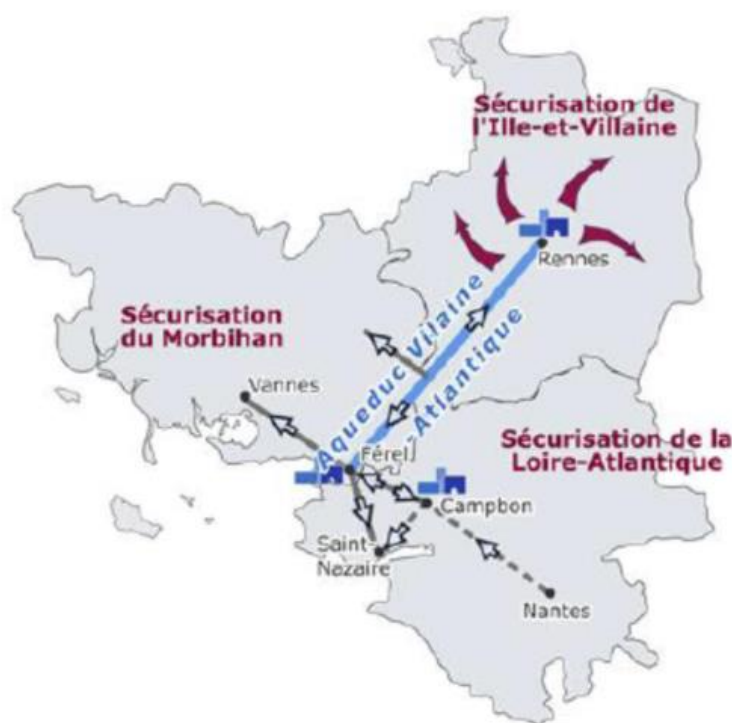 Sécurisation de
l'Ille-et-Villaine
Rennes
Sécurisation
du Morbihan
Aqueduc Vilaine
-Atlantique
Vannes
Férel
Sécurisation de la
Loire-Atlantique
Campbon
Saint-
Nazaire
Nantes